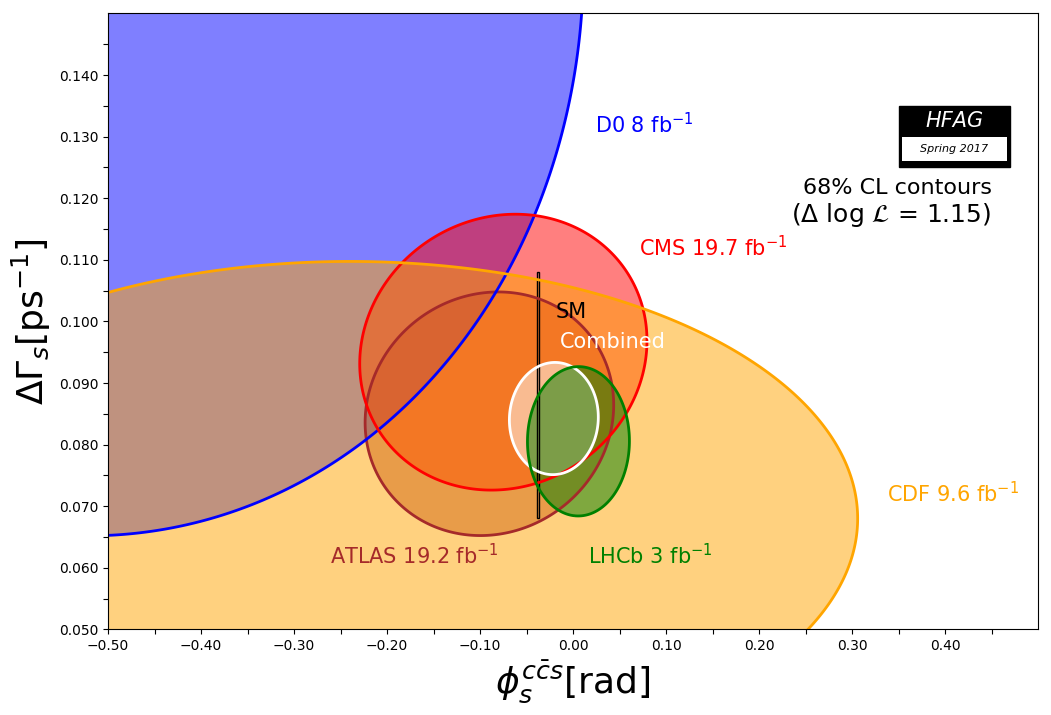 0.140
0.130
0.120
0.110
0.100
0.090
0.080
0.070
0.060
0.050
ΔΓₛ[ps⁻¹]
D0 8 fb⁻¹
HFAG
Spring 2017
68% CL contours
(Δ log ℒ = 1.15)
CMS 19.7 fb⁻¹
SM
Combined
CDF 9.6 fb⁻¹
ATLAS 19.2 fb⁻¹
LHCb 3 fb⁻¹
−0.50 −0.40 −0.30 −0.20 −0.10 0.00 0.10 0.20 0.30 0.40
ϕₛ^{cc̄s}[rad]